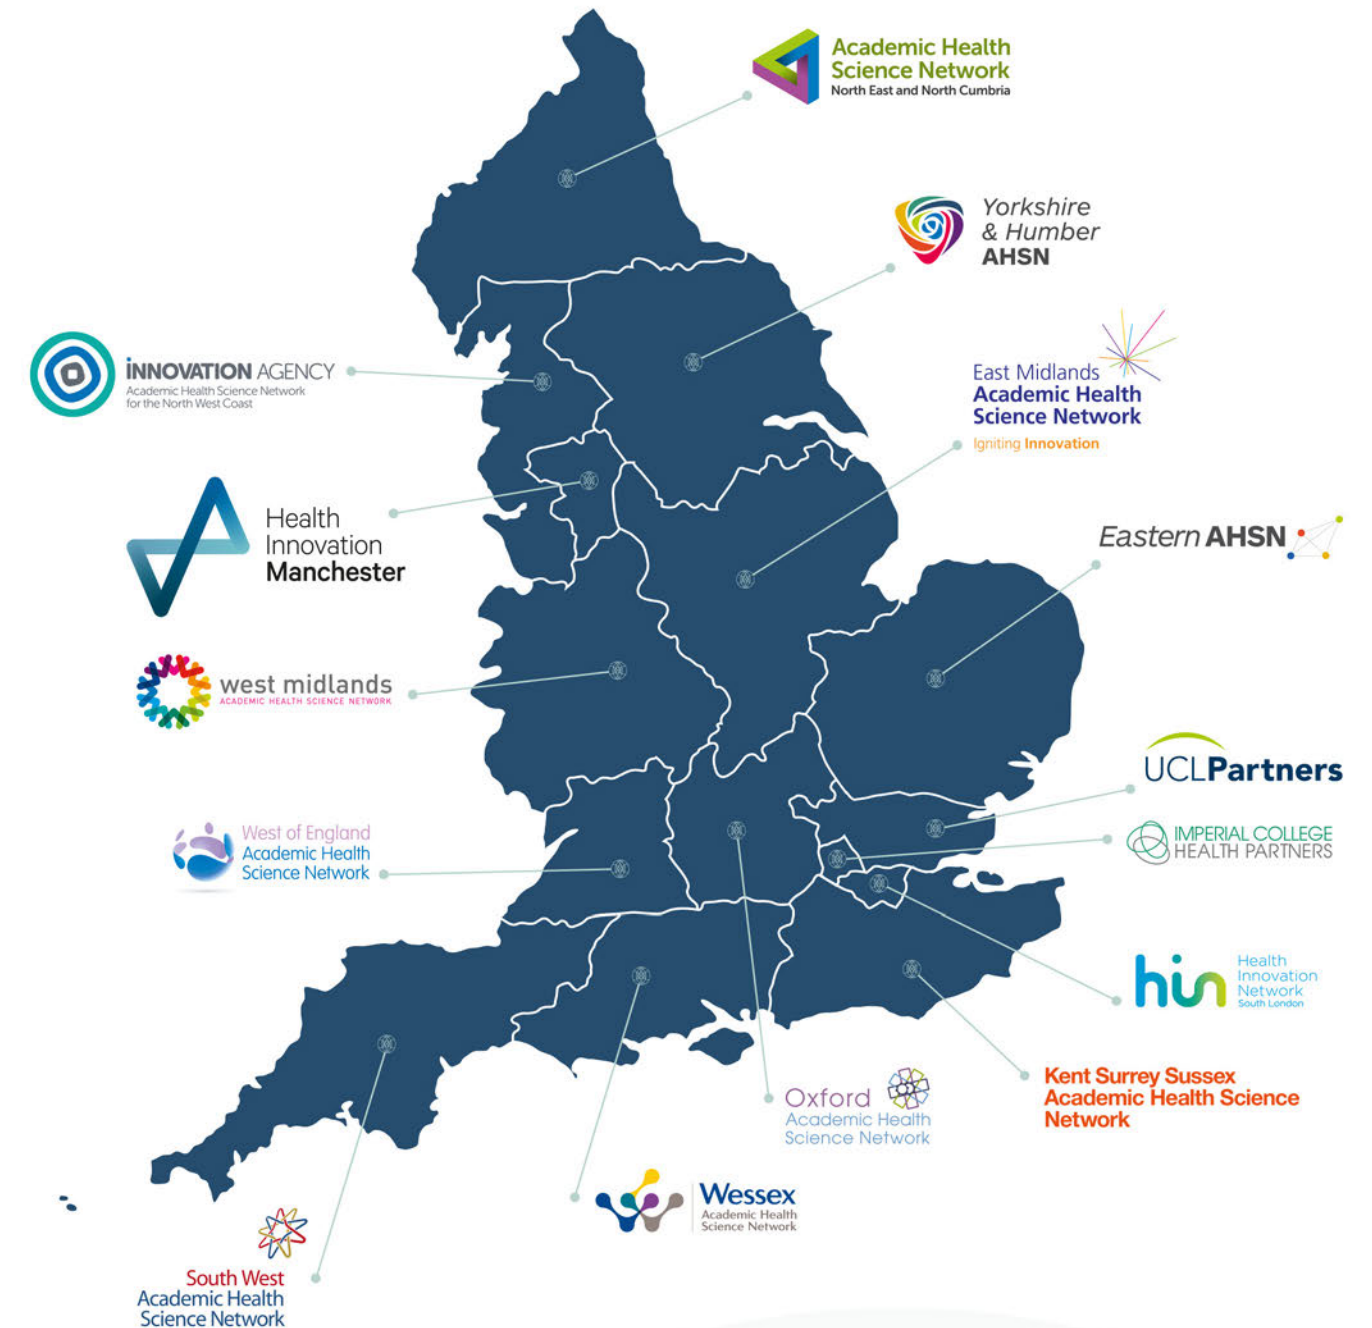 Academic Health
Science Network
North East and North Cumbria
Yorkshire
& Humber
AHSN
iNNOVATION AGENCY
Academic Health Science Network
for the North West Coast
East Midlands
Academic Health
Science Network
Igniting Innovation
Health
Innovation
Manchester
Eastern AHSN
west midlands
ACADEMIC HEALTH SCIENCE NETWORK
UCLPartners
West of England
Academic Health
Science Network
IMPERIAL COLLEGE
HEALTH PARTNERS
hin
Health
Innovation
Network
South London
Kent Surrey Sussex
Academic Health Science
Network
Oxford
Academic Health
Science Network
Wessex
Academic Health
Science Network
South West
Academic Health
Science Network